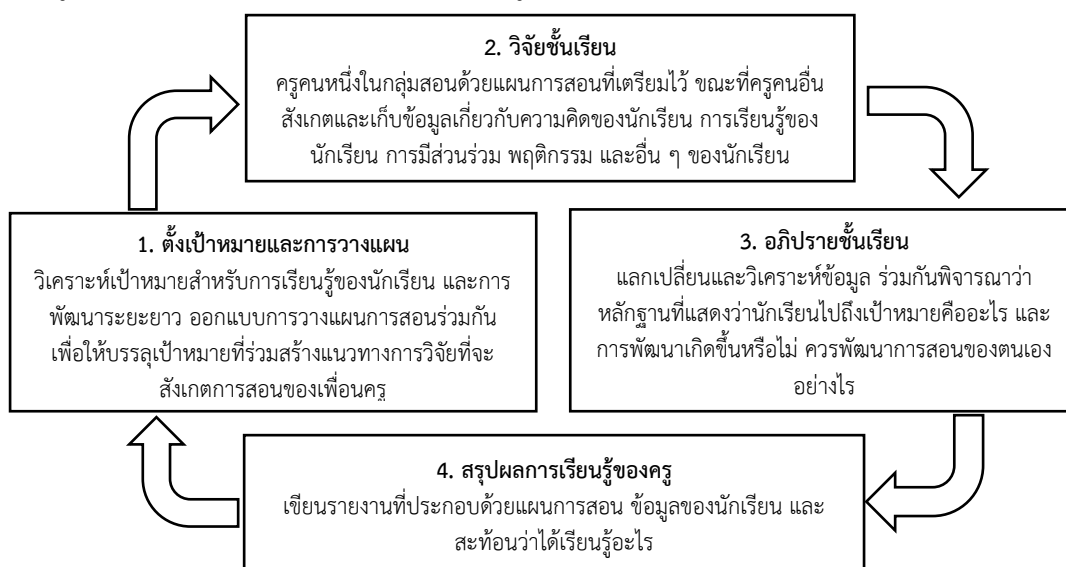 2. วิจัยชั้นเรียน
ครูคนหนึ่งในกลุ่มสอนด้วยแผนการสอนที่เตรียมไว้ ขณะที่ครูคนอื่น
สังเกตและเก็บข้อมูลเกี่ยวกับความคิดของนักเรียน การเรียนรู้ของ
นักเรียน การมีส่วนร่วม พฤติกรรม และอื่น ๆ ของนักเรียน
1. ตั้งเป้าหมายและการวางแผน
วิเคราะห์เป้าหมายสำหรับการเรียนรู้ของนักเรียน และการ
พัฒนาระยะยาว ออกแบบการวางแผนการสอนร่วมกัน
เพื่อให้บรรลุเป้าหมายที่ร่วมสร้างแนวทางการวิจัยที่จะ
สังเกตการสอนของเพื่อนครู
3. อภิปรายชั้นเรียน
แลกเปลี่ยนและวิเคราะห์ข้อมูล ร่วมกันพิจารณาว่า
หลักฐานที่แสดงว่านักเรียนไปถึงเป้าหมายคืออะไร และ
การพัฒนาเกิดขึ้นหรือไม่ ควรพัฒนาการสอนของตนเอง
อย่างไร
4. สรุปผลการเรียนรู้ของครู
เขียนรายงานที่ประกอบด้วยแผนการสอน ข้อมูลของนักเรียน และ
สะท้อนว่าได้เรียนรู้อะไร